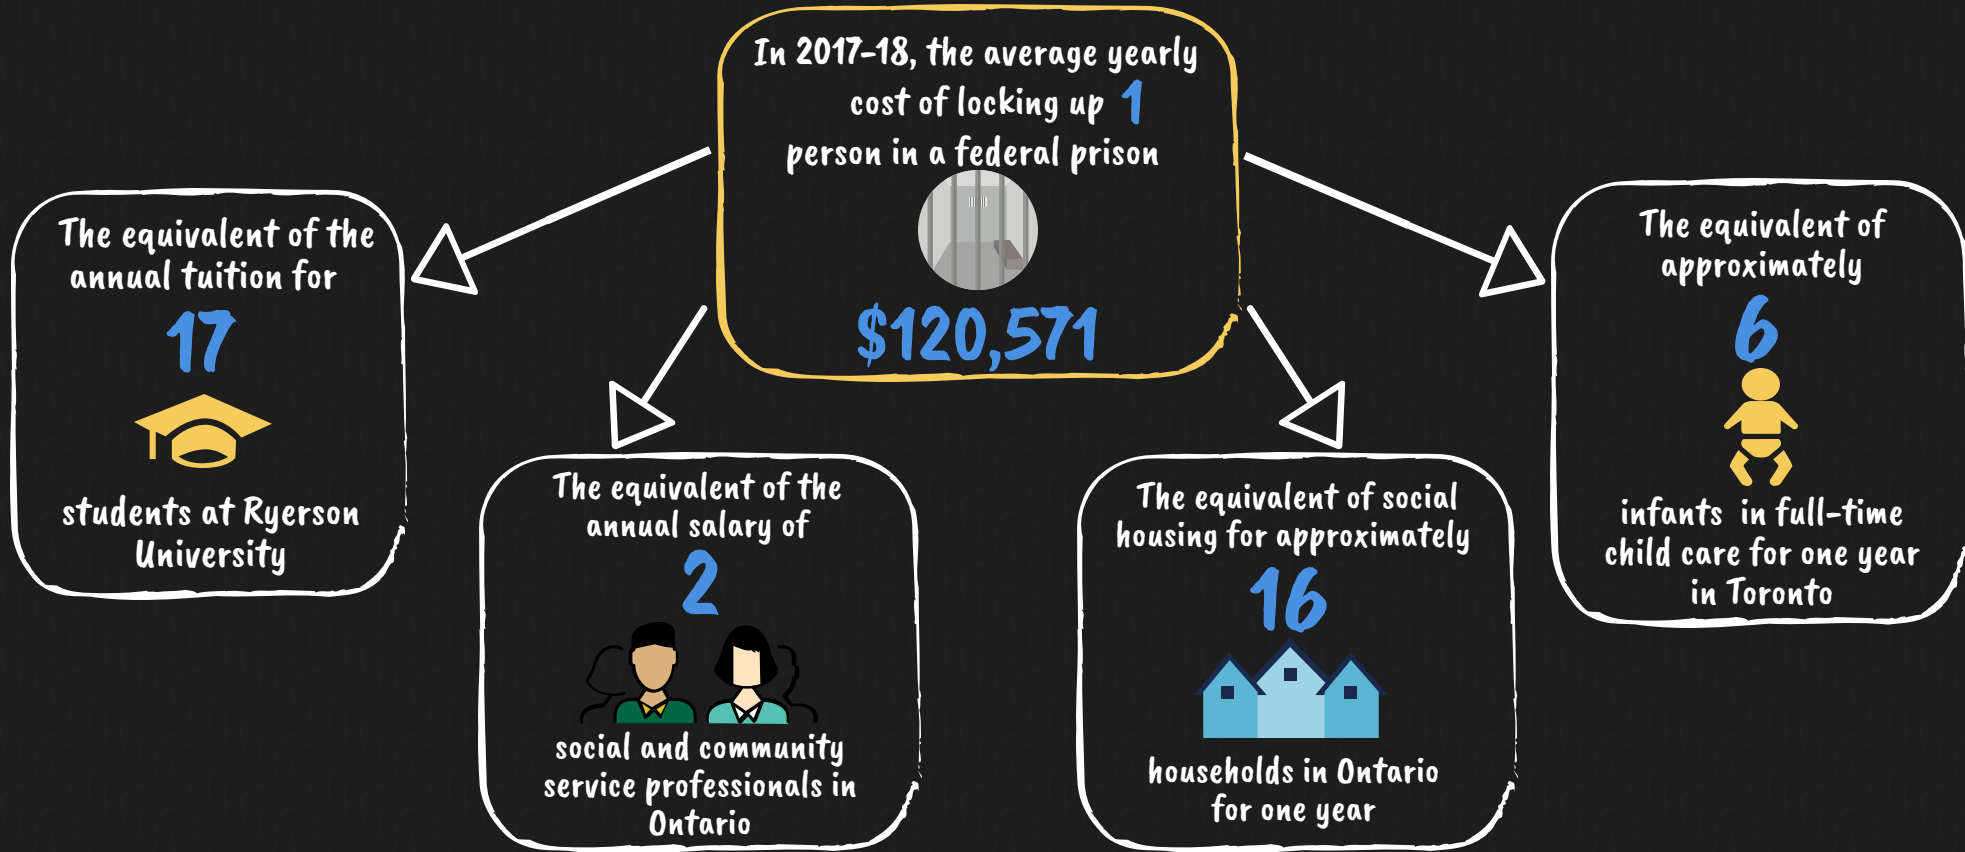 In 2017-18, the average yearly
cost of locking up 1
person in a federal prison
$120,571
The equivalent of the
annual tuition for
17
students at Ryerson
University
The equivalent of the
annual salary of
2
social and community
service professionals in
Ontario
The equivalent of social
housing for approximately
16
households in Ontario
for one year
The equivalent of
approximately
6
infants in full-time
child care for one year
in Toronto